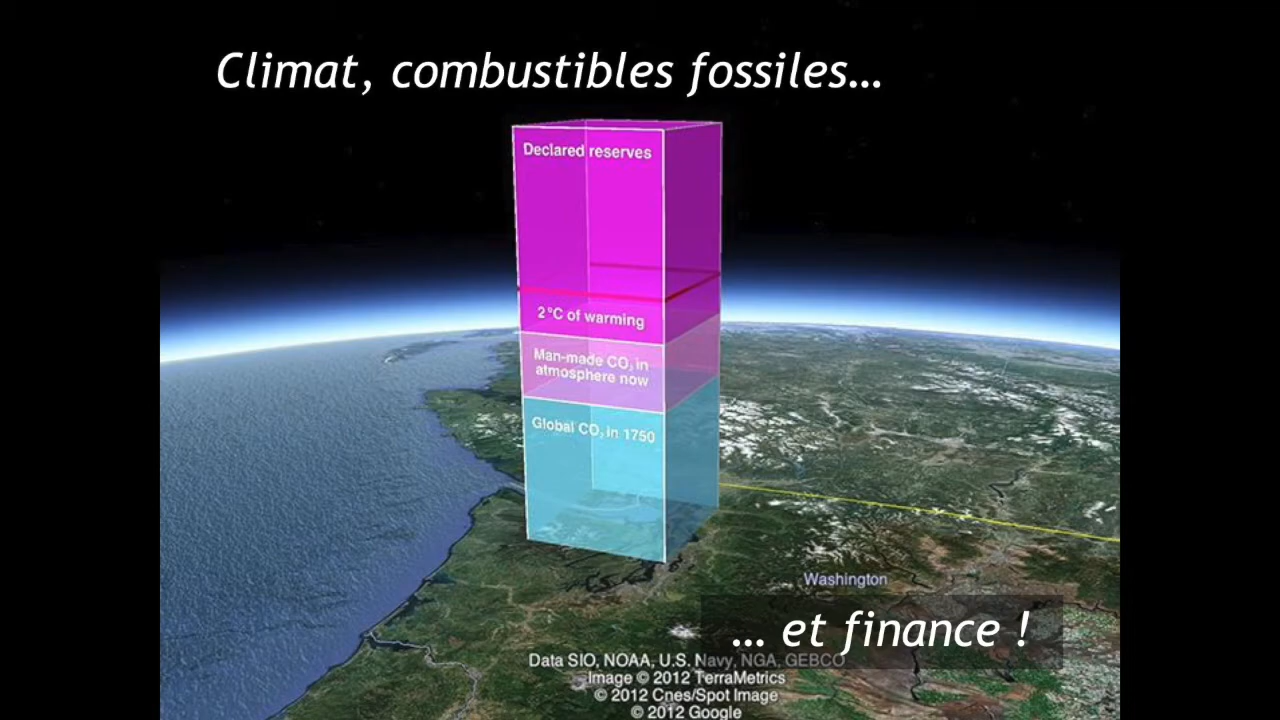 Climat, combustibles fossiles…
Declared reserves
2°C of warming
Man-made CO₂ in
atmosphere now
Global CO₂ in 1750
Washington
… et finance !
Data SIO, NOAA, U.S. Navy, NGA, GEBCO
Image © 2012 TerraMetrics
© 2012 Cnes/Spot Image
© 2012 Google